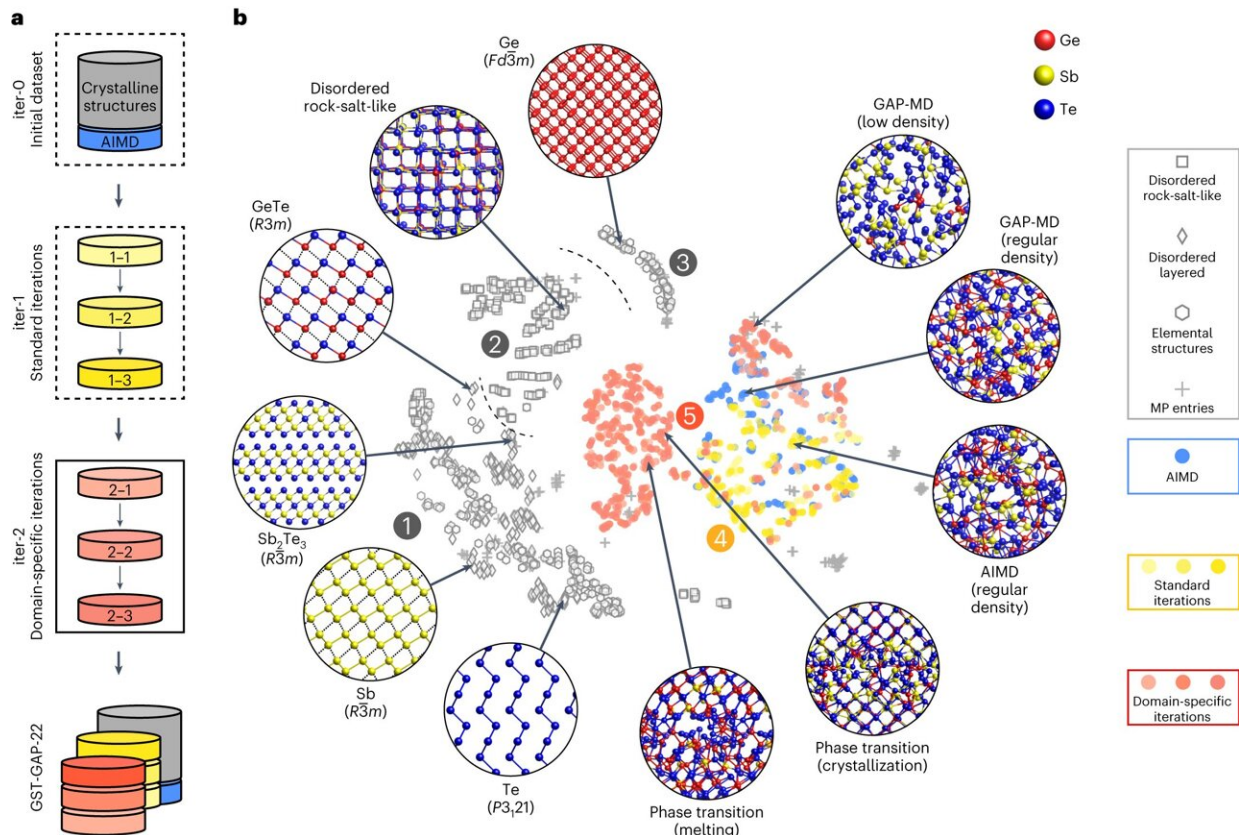 a
iter-0
Initial dataset
Crystalline
structures
AIMD
iter-1
Standard iterations
1–1
1–2
1–3
iter-2
Domain-specific iterations
2–1
2–2
2–3
GST-GAP-22
b
Ge
(Fd3̅m)
Disordered
rock-salt-like
GeTe
(R3m)
Sb2Te3
(R3̅m)
Sb
(R3̅m)
Te
(P3₁21)
Phase transition
(melting)
Phase transition
(crystallization)
AIMD
(regular
density)
GAP-MD
(regular
density)
GAP-MD
(low density)
1
2
3
4
5
Ge
Sb
Te
Disordered
rock-salt-like
Disordered
layered
Elemental
structures
MP entries
AIMD
Standard
iterations
Domain-specific
iterations